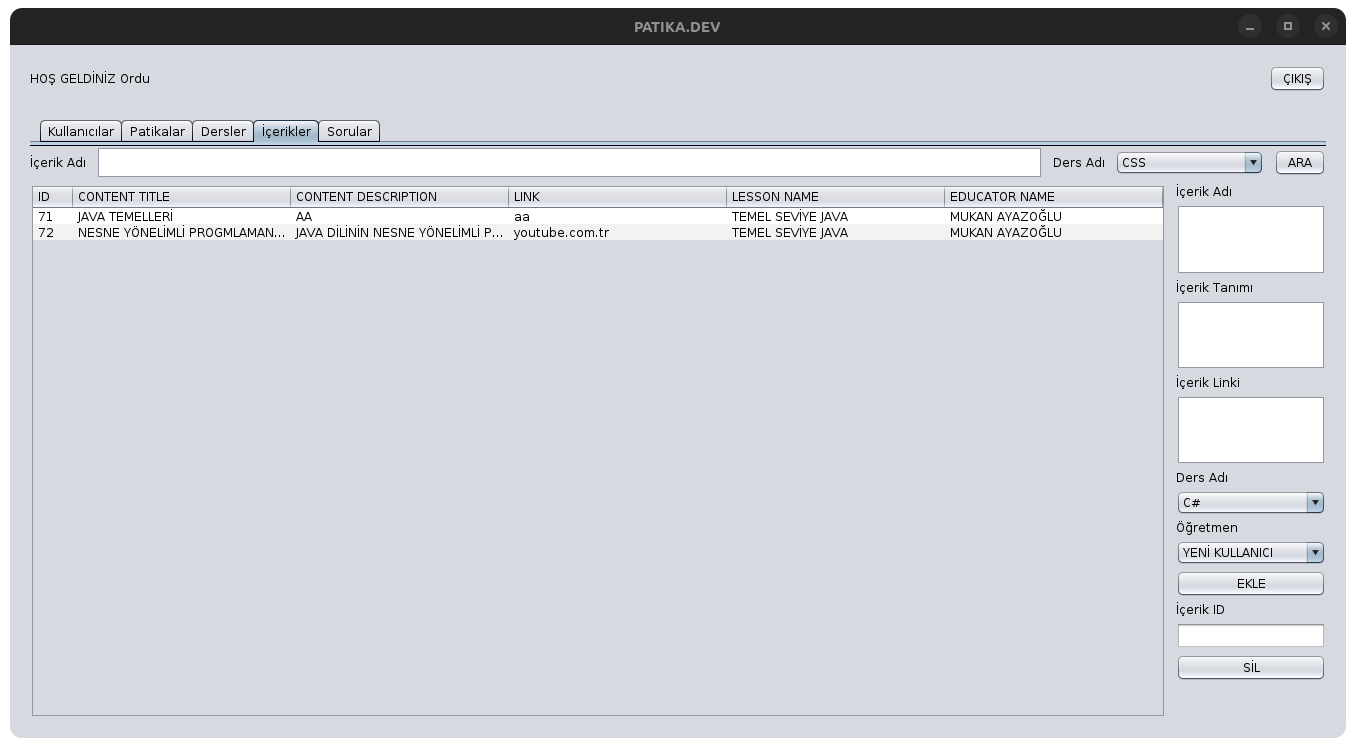 PATIKA.DEV
HOŞ GELDİNİZ Ordu
ÇIKIŞ
Kullanıcılar Patikalar Dersler İçerikler Sorular
İçerik Adı Ders Adı CSS ARA
ID CONTENT TITLE CONTENT DESCRIPTION LINK LESSON NAME EDUCATOR NAME
71 JAVA TEMELLERİ AA aa TEMEL SEVİYE JAVA MUKAN AYAZOĞLU
72 NESNE YÖNELİMLİ PROGMLAMAN... JAVA DİLİNİN NESNE YÖNELİMLİ P... youtube.com.tr TEMEL SEVİYE JAVA MUKAN AYAZOĞLU
İçerik Adı
İçerik Tanımı
İçerik Linki
Ders Adı
C#
Öğretmen
YENİ KULLANICI
EKLE
İçerik ID
SİL